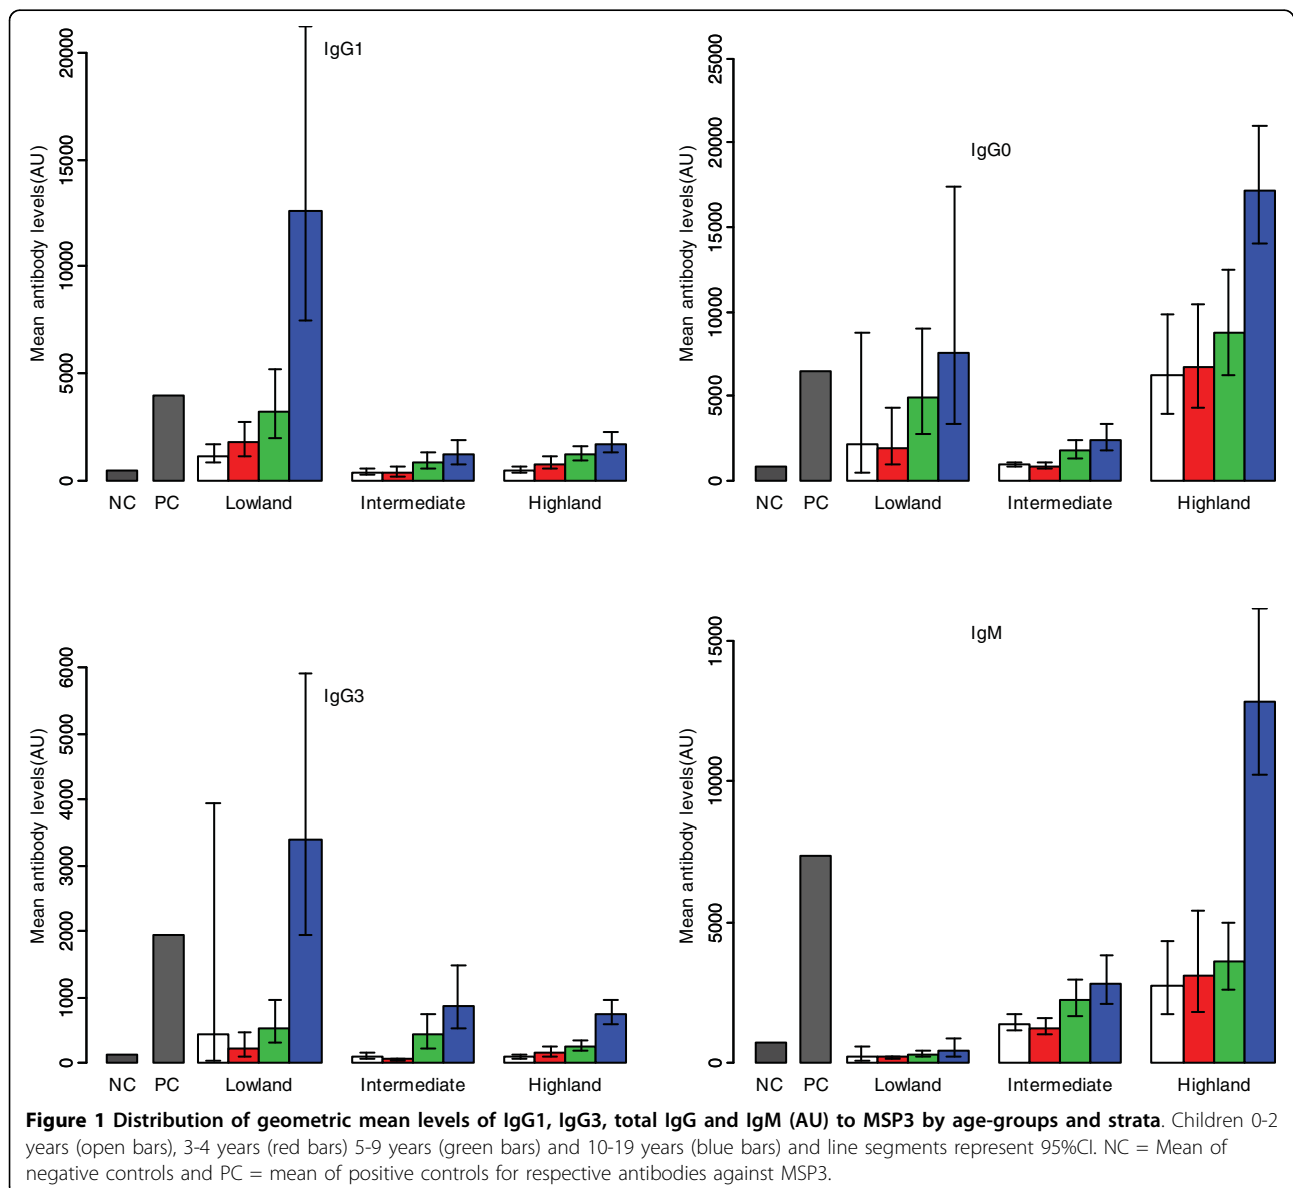 IgG1
Mean antibody levels(AU)
0
5000
10000
15000
20000
NC PC Lowland Intermediate Highland
IgG0
Mean antibody levels(AU)
0
5000
10000
15000
20000
25000
NC PC Lowland Intermediate Highland
IgG3
Mean antibody levels(AU)
0
1000
2000
3000
4000
5000
6000
NC PC Lowland Intermediate Highland
IgM
Mean antibody levels(AU)
0
5000
10000
15000
NC PC Lowland Intermediate Highland
Figure 1 Distribution of geometric mean levels of IgG1, IgG3, total IgG and IgM (AU) to MSP3 by age-groups and strata. Children 0-2
years (open bars), 3-4 years (red bars) 5-9 years (green bars) and 10-19 years (blue bars) and line segments represent 95%CI. NC = Mean of
negative controls and PC = mean of positive controls for respective antibodies against MSP3.